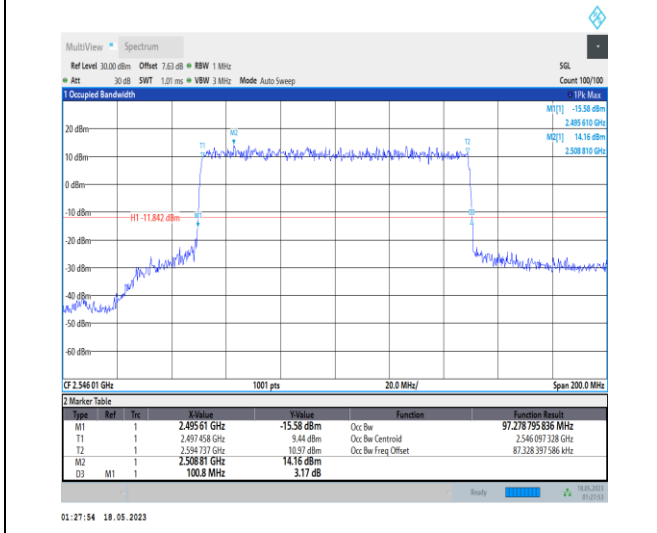 MultiView Spectrum
Ref Level 30.00 dBm Offset 7.63 dB RBW 1 MHz SGL
Att 30 dB SWT 1.01 ms VBW 3 MHz Mode Auto Sweep Count 100/100
1 Occupied Bandwidth 1Pk Max
M1[1] -15.58 dBm
2.495 610 GHz
M2[1] 14.16 dBm
2.508 810 GHz
20 dBm
M2
T1
T2
10 dBm
0 dBm
-10 dBm
H1 -11.842 dBm
M1
D3
-20 dBm
-30 dBm
-40 dBm
-50 dBm
-60 dBm
CF 2.546 01 GHz 1001 pts 20.0 MHz/ Span 200.0 MHz
2 Marker Table
Type Ref Trc X-Value Y-Value Function Function Result
M1 1 2.495 61 GHz -15.58 dBm Occ Bw 97.278 795 836 MHz
T1 1 2.497 458 GHz 9.44 dBm Occ Bw Centroid 2.546 097 328 GHz
T2 1 2.594 737 GHz 10.97 dBm Occ Bw Freq Offset 87.328 397 586 kHz
M2 1 2.508 81 GHz 14.16 dBm
D3 M1 1 100.8 MHz 3.17 dB
Ready 18.05.2023
01:27:53
01:27:54 18.05.2023